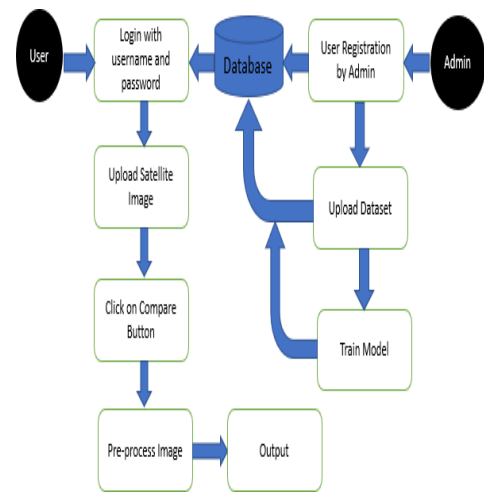 User
Login with
username and
password
Database
User Registration
by Admin
Admin
Upload Satellite
Image
Upload Dataset
Click on Compare
Button
Train Model
Pre-process Image
Output